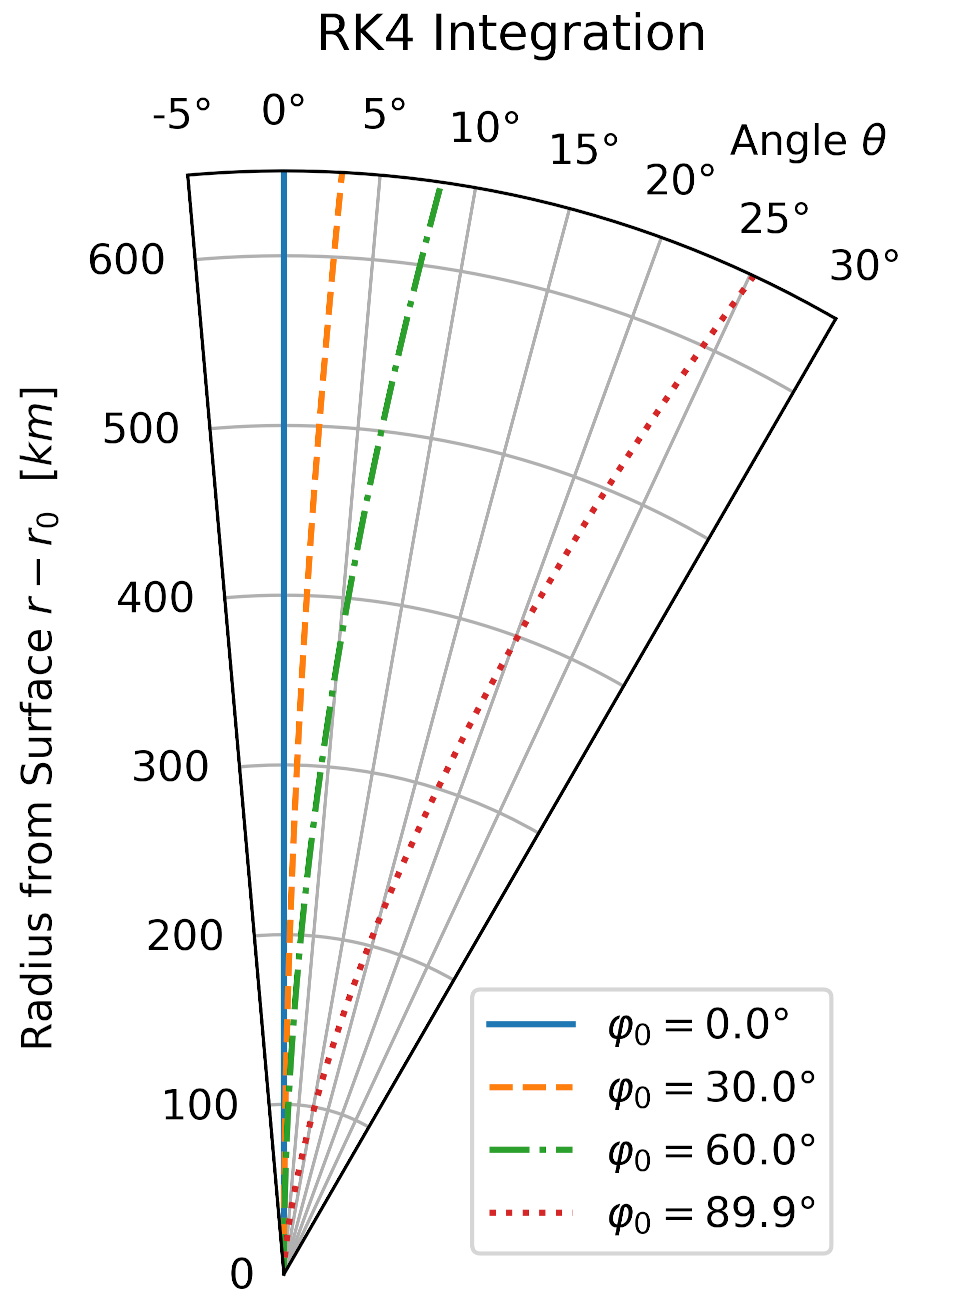 RK4 Integration
-5°
0°
5°
10°
15°
20°
25°
30°
Angle θ
Radius from Surface r − r₀ [km]
600
500
400
300
200
100
0
φ₀ = 0.0°
φ₀ = 30.0°
φ₀ = 60.0°
φ₀ = 89.9°